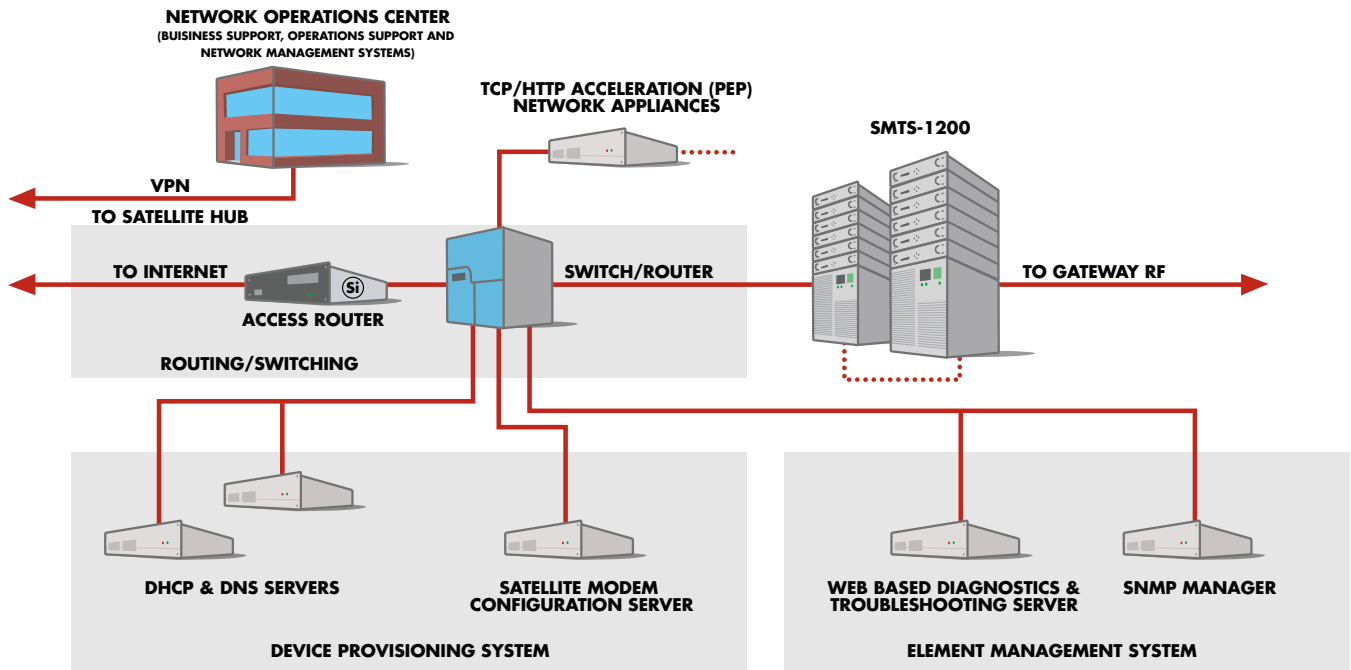 NETWORK OPERATIONS CENTER
(BUISINESS SUPPORT, OPERATIONS SUPPORT AND
NETWORK MANAGEMENT SYSTEMS)
TCP/HTTP ACCELERATION (PEP)
NETWORK APPLIANCES
SMTS-1200
VPN
TO SATELLITE HUB
TO INTERNET
Si
SWITCH/ROUTER
TO GATEWAY RF
ACCESS ROUTER
ROUTING/SWITCHING
DHCP & DNS SERVERS
SATELLITE MODEM
CONFIGURATION SERVER
WEB BASED DIAGNOSTICS &
TROUBLESHOOTING SERVER
SNMP MANAGER
DEVICE PROVISIONING SYSTEM
ELEMENT MANAGEMENT SYSTEM